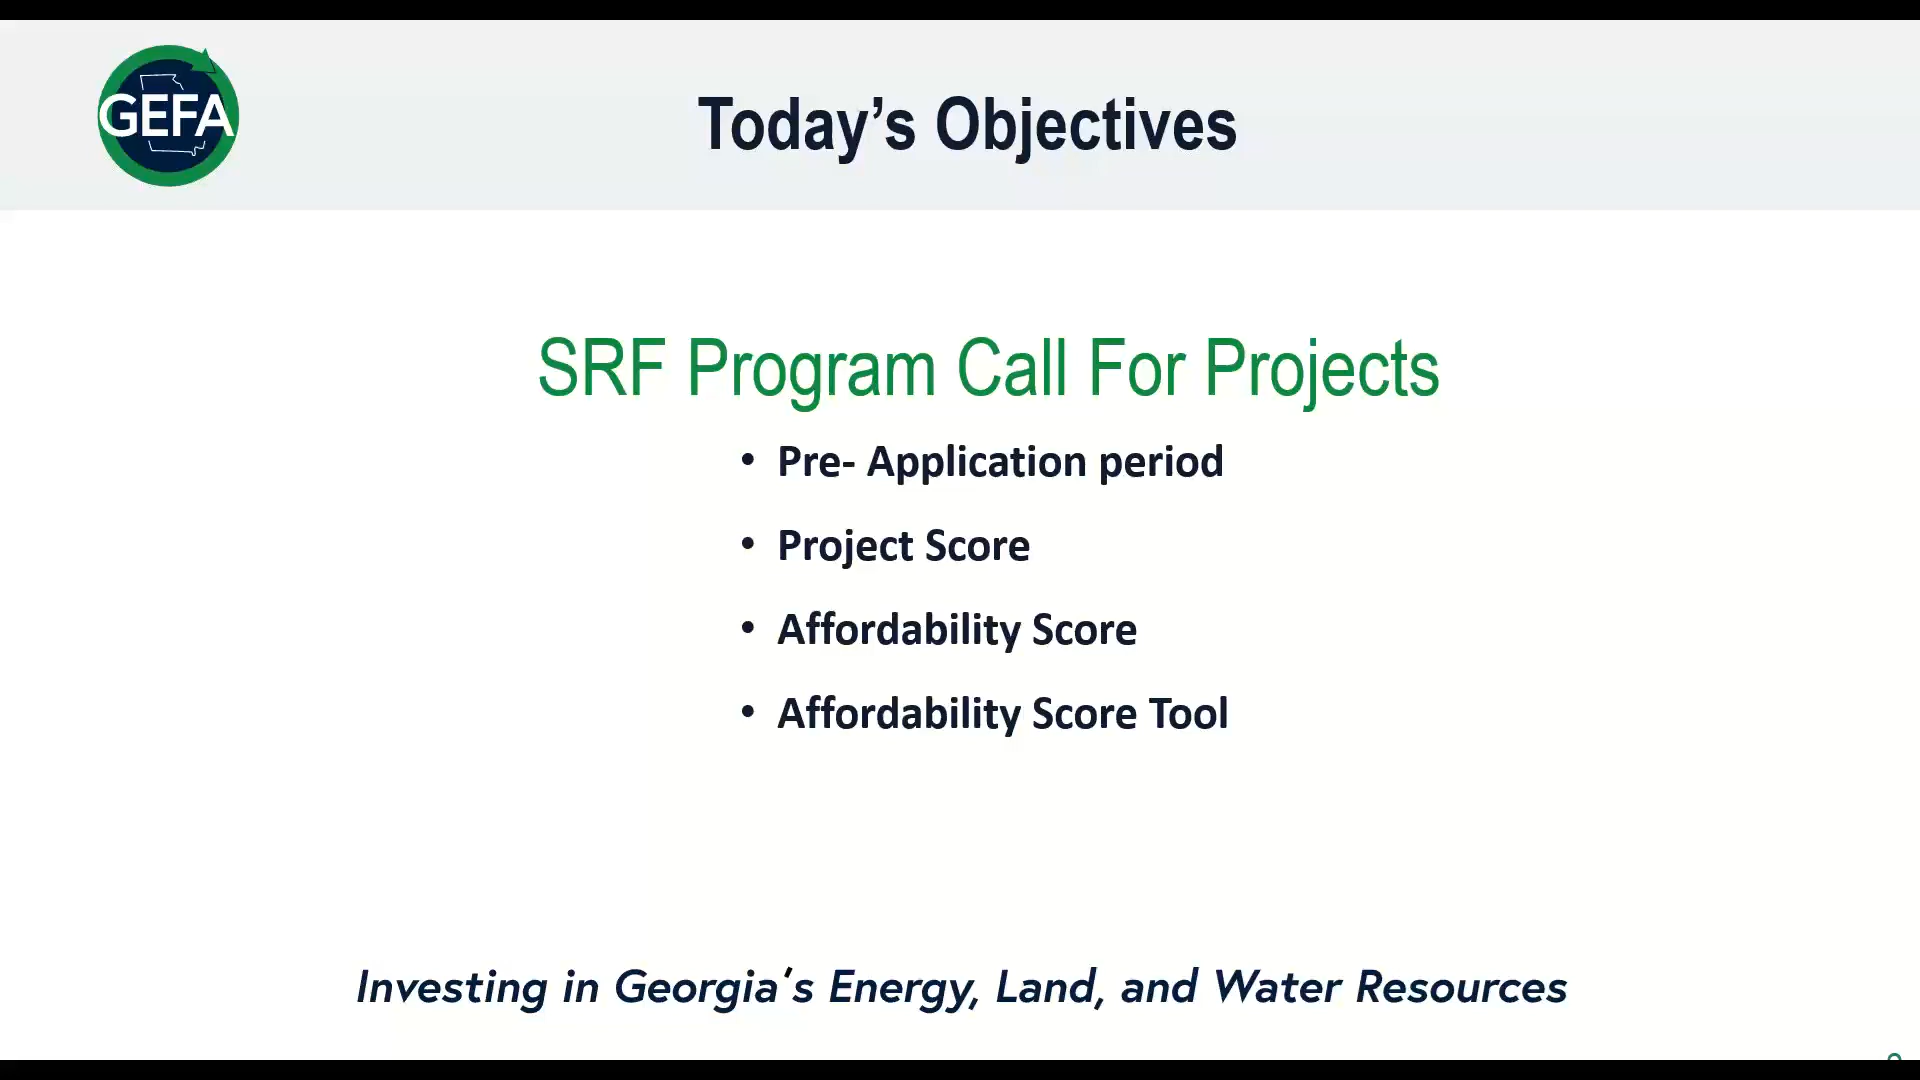 GEFA
Today’s Objectives
SRF Program Call For Projects
• Pre- Application period
• Project Score
• Affordability Score
• Affordability Score Tool
Investing in Georgia's Energy, Land, and Water Resources